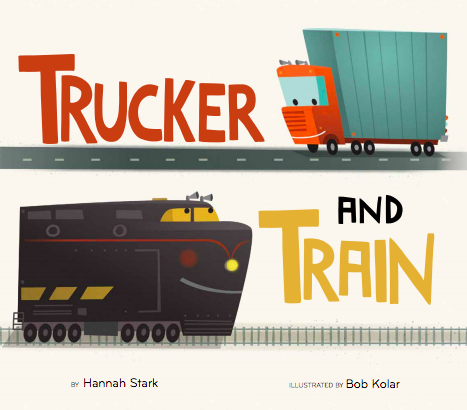 TRUCKER
AND
TRAIN
BY Hannah Stark
ILLUSTRATED BY Bob Kolar